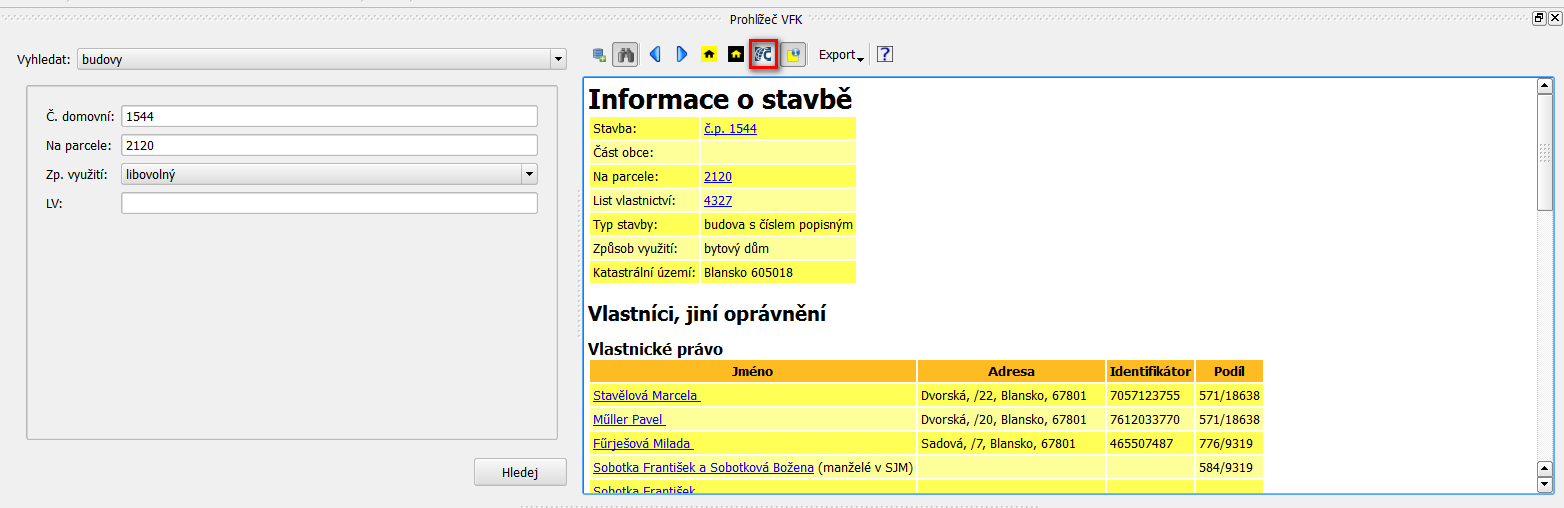 Prohlížeč VFK
Vyhledat: budovy
Export
?
Č. domovní: 1544
Na parcele: 2120
Zp. využití: libovolný
LV:
Hledej
Informace o stavbě
Stavba: č.p. 1544
Část obce:
Na parcele: 2120
List vlastnictví: 4327
Typ stavby: budova s číslem popisným
Způsob využití: bytový dům
Katastrální území: Blansko 605018
Vlastníci, jiní oprávnění
Vlastnické právo
Jméno Adresa Identifikátor Podíl
Stavělová Marcela Dvorská, /22, Blansko, 67801 7057123755 571/18638
Műller Pavel Dvorská, /20, Blansko, 67801 7612033770 571/18638
Fűrješová Milada Sadová, /7, Blansko, 67801 465507487 776/9319
Sobotka František a Sobotková Božena (manželé v SJM) 584/9319
Sobotka František